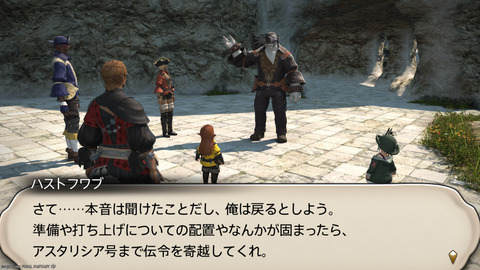 ハストフワブ
さて……本音は聞けたことだし、俺は戻るとしよう。
準備や打ち上げについての配置やなんかが固まったら、
アスタリシア号まで伝令を寄越してくれ。